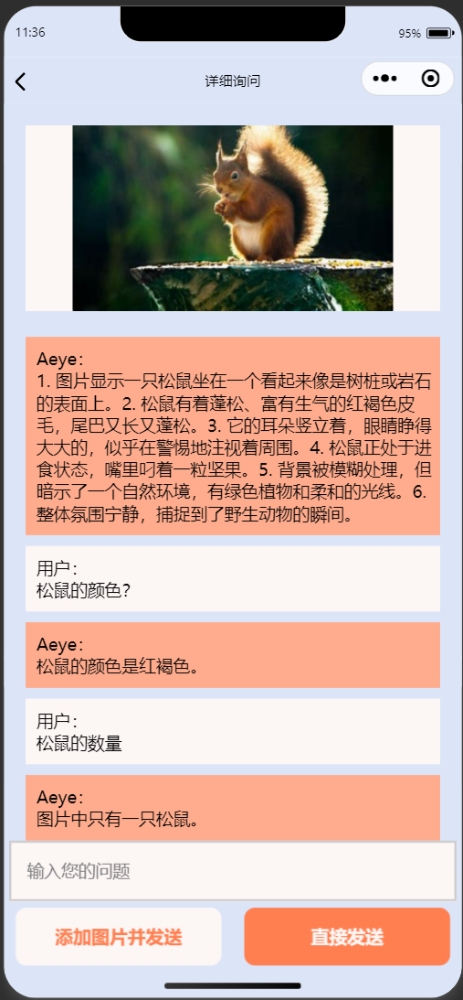 11:36
95%
详细询问
Aeye：
1. 图片显示一只松鼠坐在一个看起来像是树桩或岩石
的表面上。2. 松鼠有着蓬松、富有生气的红褐色皮
毛，尾巴又长又蓬松。3. 它的耳朵竖立着，眼睛睁得
大大的，似乎在警惕地注视着周围。4. 松鼠正处于进
食状态，嘴里叼着一粒坚果。5. 背景被模糊处理，但
暗示了一个自然环境，有绿色植物和柔和的光线。6.
整体氛围宁静，捕捉到了野生动物的瞬间。
用户：
松鼠的颜色？
Aeye：
松鼠的颜色是红褐色。
用户：
松鼠的数量
Aeye：
图片中只有一只松鼠。
输入您的问题
添加图片并发送
直接发送